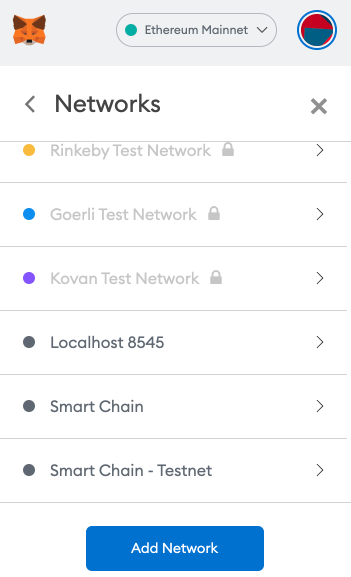 Ethereum Mainnet
Networks
Rinkeby Test Network
Goerli Test Network
Kovan Test Network
Localhost 8545
Smart Chain
Smart Chain - Testnet
Add Network